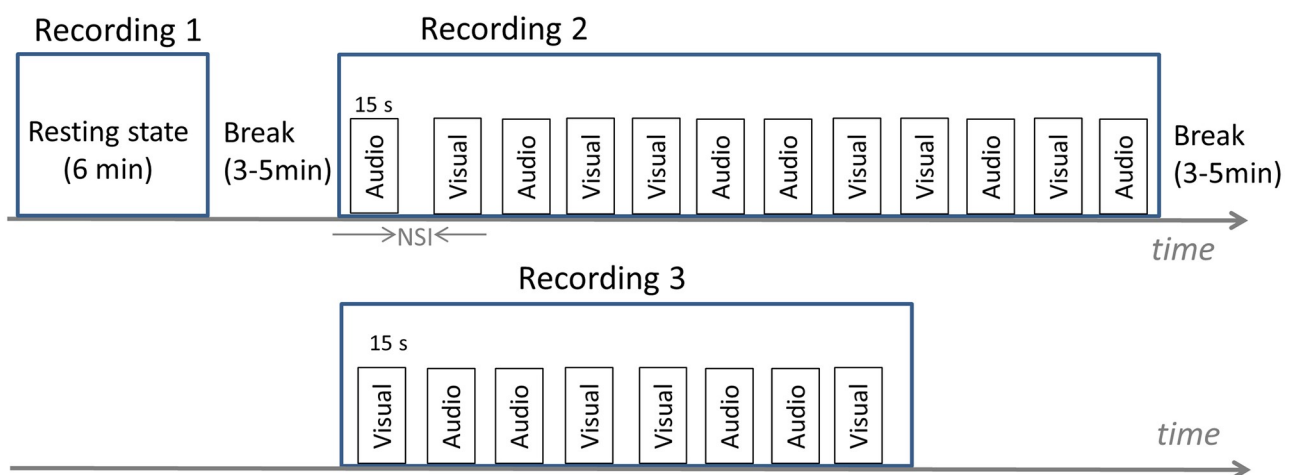 Recording 1
Recording 2
Resting state
(6 min)
Break
(3-5min)
15 s
Audio
Visual
Audio
Visual
Visual
Audio
Audio
Visual
Visual
Audio
Visual
Audio
Break
(3-5min)
NSI
time
Recording 3
15 s
Visual
Audio
Audio
Visual
Visual
Audio
Audio
Visual
time